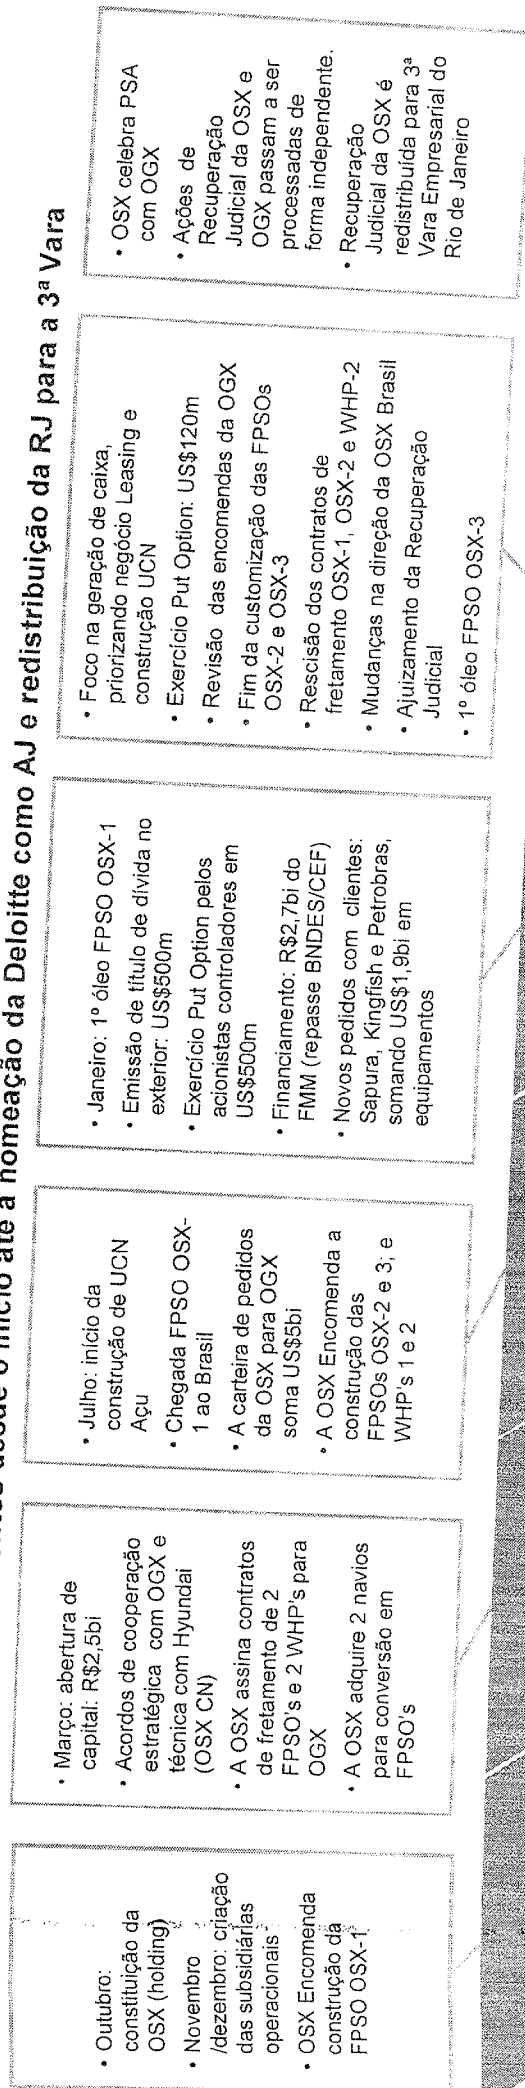 desde o início até a nomeação da Deloitte como AJ e redistribuição da RJ para a 3ª Vara
• Outubro:
constituição da
OSX (holding)
• Novembro
/dezembro: criação
das subsidiárias
operacionais
• OSX Encomenda
construção da
FPSO OSX-1
• Março: abertura de
capital: R$2,5bi
• Acordos de cooperação
estratégica com OGX e
técnica com Hyundai
(OSX CN)
• A OSX assina contratos
de fretamento de 2
FPSO's e 2 WHP's para
OGX
• A OSX adquire 2 navios
para conversão em
FPSO's
• Julho: início da
construção de UCN
Açu
• Chegada FPSO OSX-
1 ao Brasil
• A carteira de pedidos
da OSX para OGX
soma US$5bi
• A OSX Encomenda a
construção das
FPSOs OSX-2 e 3; e
WHP's 1 e 2
• Janeiro: 1º óleo FPSO OSX-1
• Emissão de título de dívida no
exterior: US$500m
• Exercício Put Option pelos
acionistas controladores em
US$500m
• Financiamento: R$2,7bi do
FMM (repasse BNDES/CEF)
• Novos pedidos com clientes:
Sapura, Kingfish e Petrobras,
somando US$1,9bi em
equipamentos
• Foco na geração de caixa,
priorizando negócio Leasing e
construção UCN
• Exercício Put Option: US$120m
• Revisão das encomendas da OGX
• Fim da customização das FPSOs
OSX-2 e OSX-3
• Rescisão dos contratos de
fretamento OSX-1, OSX-2 e WHP-2
• Mudanças na direção da OSX Brasil
• Ajuizamento da Recuperação
Judicial
• 1º óleo FPSO OSX-3
• OSX celebra PSA
com OGX
• Ações de
Recuperação
Judicial da OSX e
OGX passam a ser
processadas de
forma independente.
• Recuperação
Judicial da OSX é
redistribuída para 3ª
Vara Empresarial do
Rio de Janeiro